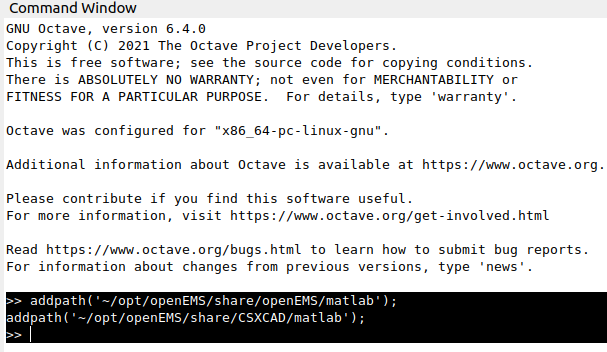 Command Window
GNU Octave, version 6.4.0
Copyright (C) 2021 The Octave Project Developers.
This is free software; see the source code for copying conditions.
There is ABSOLUTELY NO WARRANTY; not even for MERCHANTABILITY or
FITNESS FOR A PARTICULAR PURPOSE.  For details, type 'warranty'.
Octave was configured for "x86_64-pc-linux-gnu".
Additional information about Octave is available at https://www.octave.org.
Please contribute if you find this software useful.
For more information, visit https://www.octave.org/get-involved.html
Read https://www.octave.org/bugs.html to learn how to submit bug reports.
For information about changes from previous versions, type 'news'.
>> addpath('~/opt/openEMS/share/openEMS/matlab');
addpath('~/opt/openEMS/share/CSXCAD/matlab');
>>